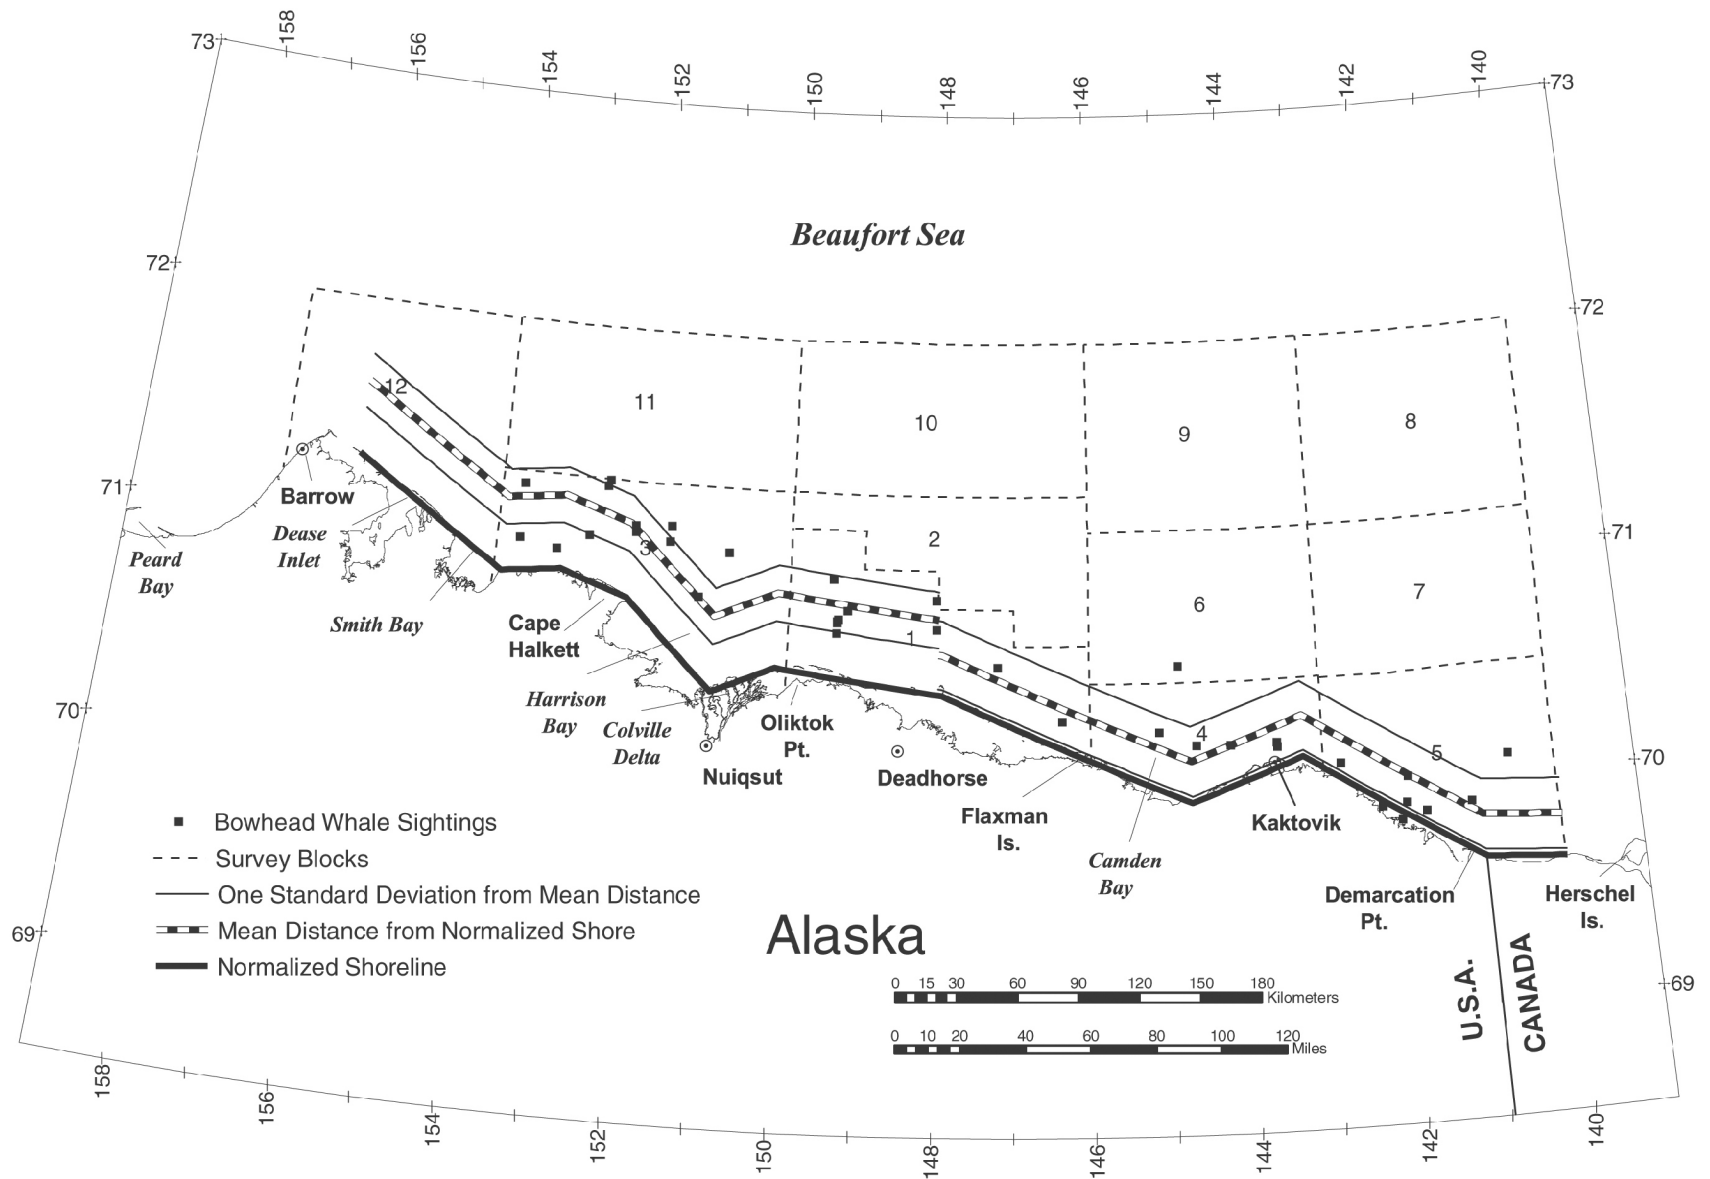 158
156
154
152
150
148
146
144
142
140
73
73
Beaufort Sea
72
72
12
11
10
9
8
71
71
Barrow
Dease
Inlet
Peard
Bay
Smith Bay
3
2
1
6
7
Cape
Halkett
Harrison
Bay
Colville
Delta
Nuiqsut
Oliktok
Pt.
Deadhorse
Flaxman
Is.
Camden
Bay
4
Kaktovik
5
Demarcation
Pt.
Herschel
Is.
70
70
Bowhead Whale Sightings
Survey Blocks
One Standard Deviation from Mean Distance
Mean Distance from Normalized Shore
Normalized Shoreline
Alaska
69
69
0 15 30 60 90 120 150 180
Kilometers
0 10 20 40 60 80 100 120
Miles
U.S.A.
CANADA
158
156
154
152
150
148
146
144
142
140